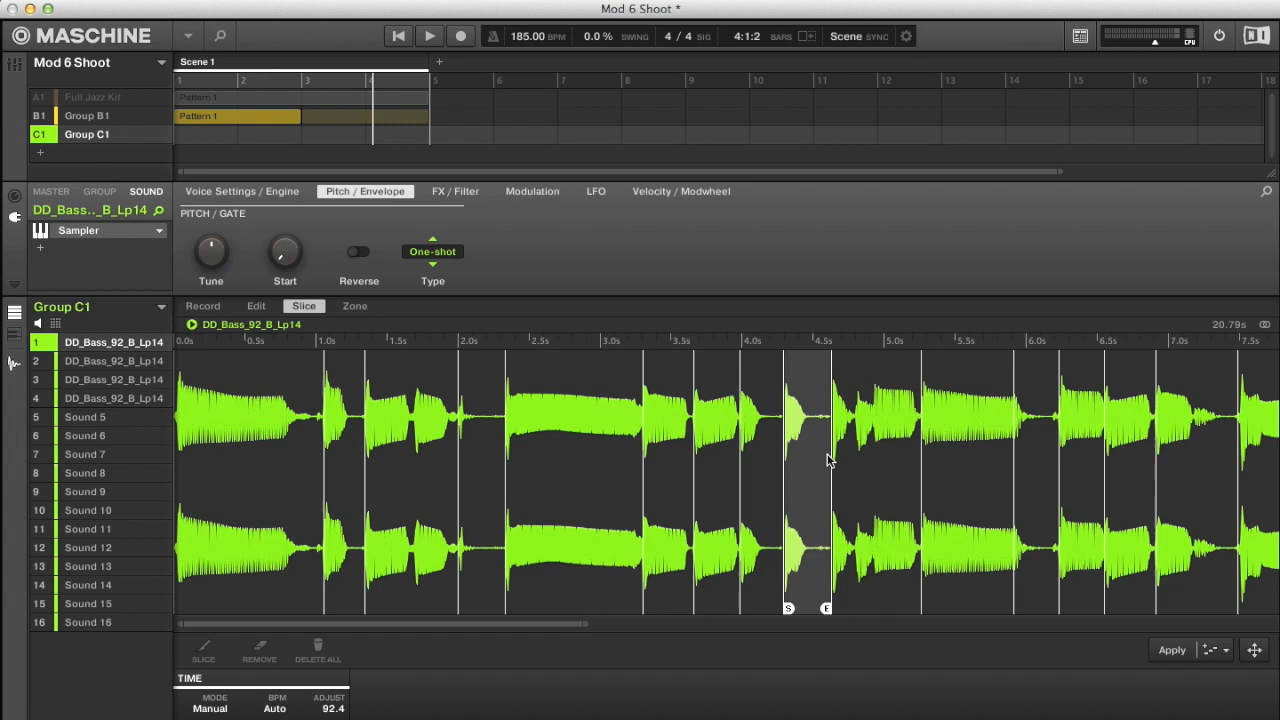 Mod 6 Shoot *
MASCHINE
185.00 BPM 0.0 % SWING 4 / 4 SIG 4:1:2 BARS Scene SYNC
CPU
Mod 6 Shoot
Scene 1
+
1 2 3 4 5 6 7 8 9 10 11 12 13 14 15 16 17 18
A1 Full Jazz Kit Pattern 1
B1 Group B1 Pattern 1
C1 Group C1
+
MASTER GROUP SOUND
Voice Settings / Engine Pitch / Envelope FX / Filter Modulation LFO Velocity / Modwheel
DD_Bass.._B_Lp14
PITCH / GATE
Sampler
+
One-shot
Tune Start Reverse Type
Group C1
Record Edit Slice Zone
DD_Bass_92_B_Lp14 20.79s
0.0s 0.5s 1.0s 1.5s 2.0s 2.5s 3.0s 3.5s 4.0s 4.5s 5.0s 5.5s 6.0s 6.5s 7.0s 7.5s
1 DD_Bass_92_B_Lp14
2 DD_Bass_92_B_Lp14
3 DD_Bass_92_B_Lp14
4 DD_Bass_92_B_Lp14
5 Sound 5
6 Sound 6
7 Sound 7
8 Sound 8
9 Sound 9
10 Sound 10
11 Sound 11
12 Sound 12
13 Sound 13
14 Sound 14
15 Sound 15
16 Sound 16
S E
SLICE REMOVE DELETE ALL
Apply
TIME
MODE BPM ADJUST
Manual Auto 92.4